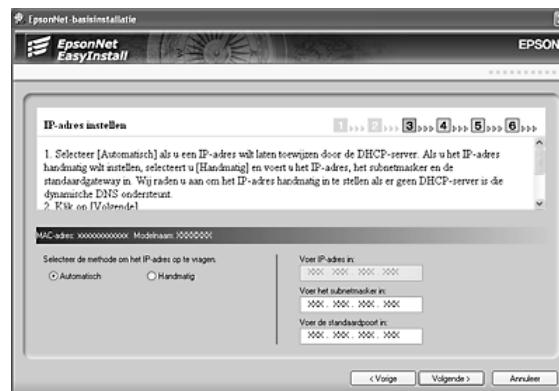 EpsonNet-basisinstallatie
EpsonNet
EasyInstall
EPSON
IP-adres instellen
1 >>> 2 >>> 3 >>> 4 >>> 5 >>> 6 >>>
1. Selecteer [Automatisch] als u een IP-adres wilt laten toewijzen door de DHCP-server. Als u het IP-adres
handmatig wilt instellen, selecteert u [Handmatig] en voert u het IP-adres, het subnetmasker en de
standaardgateway in. Wij raden u aan om het IP-adres handmatig in te stellen als er geen DHCP-server is die
dynamische DNS ondersteunt.
2. Klik op [Volgende].
MAC-adres: xxxxxxxxxxxx Modelnaam: XXXXXXX
Selecteer de methode om het IP-adres op te vragen.
Automatisch
Handmatig
Voer IP-adres in:
XXX . XXX . XXX . XXX
Voer het subnetmasker in:
XXX . XXX . XXX . XXX
Voer de standaardpoort in:
XXX . XXX . XXX . XXX
< Vorige
Volgende >
Annuleer